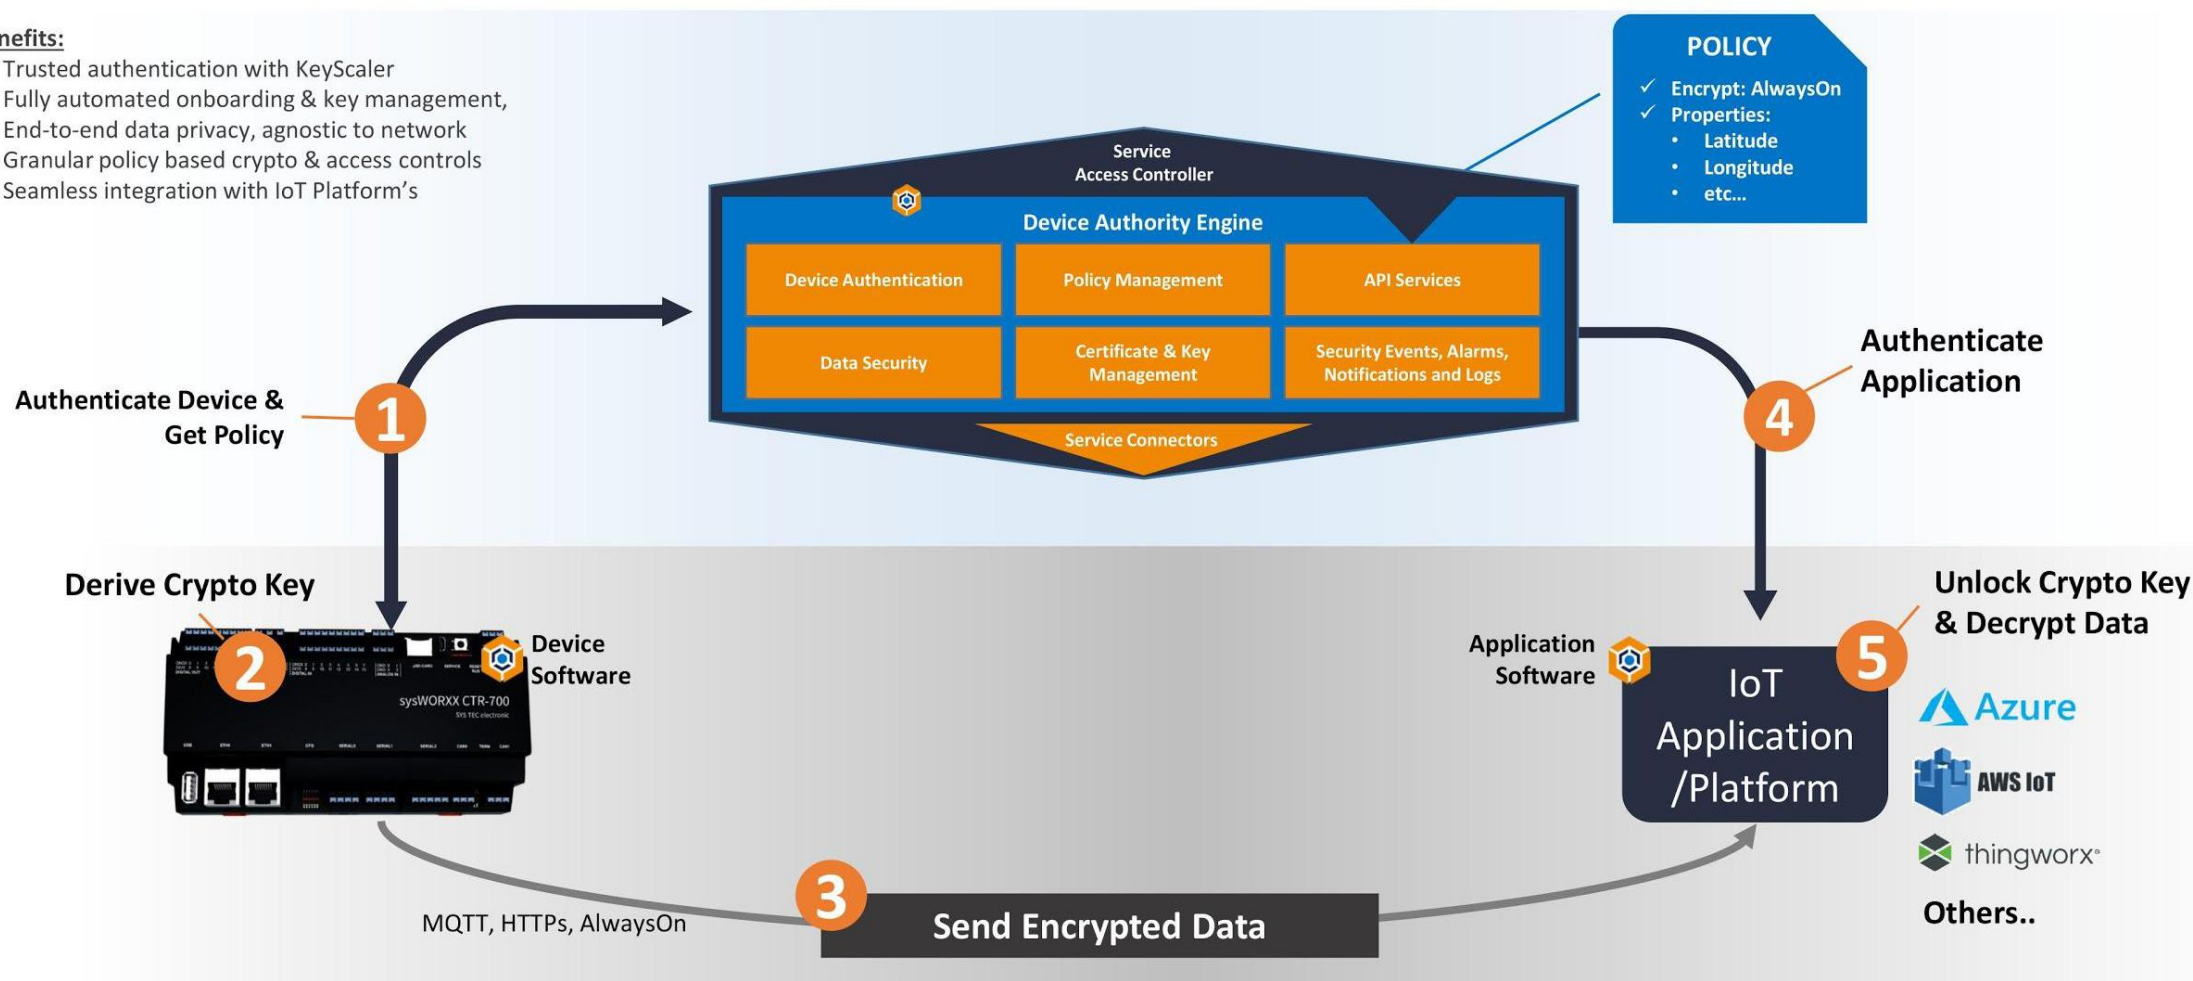 nefits:
Trusted authentication with KeyScaler
Fully automated onboarding & key management,
End-to-end data privacy, agnostic to network
Granular policy based crypto & access controls
Seamless integration with IoT Platform's
POLICY
✓ Encrypt: AlwaysOn
✓ Properties:
• Latitude
• Longitude
• etc...
Service
Access Controller
Device Authority Engine
Device Authentication
Policy Management
API Services
Data Security
Certificate & Key
Management
Security Events, Alarms,
Notifications and Logs
Service Connectors
Authenticate Device &
Get Policy
1
4
Authenticate
Application
Derive Crypto Key
2
Device
Software
sysWORXX CTR-700
SYS TEC electronic
Application
Software
IoT
Application
/Platform
5
Unlock Crypto Key
& Decrypt Data
Azure
AWS IoT
thingworx
Others..
MQTT, HTTPs, AlwaysOn
3
Send Encrypted Data